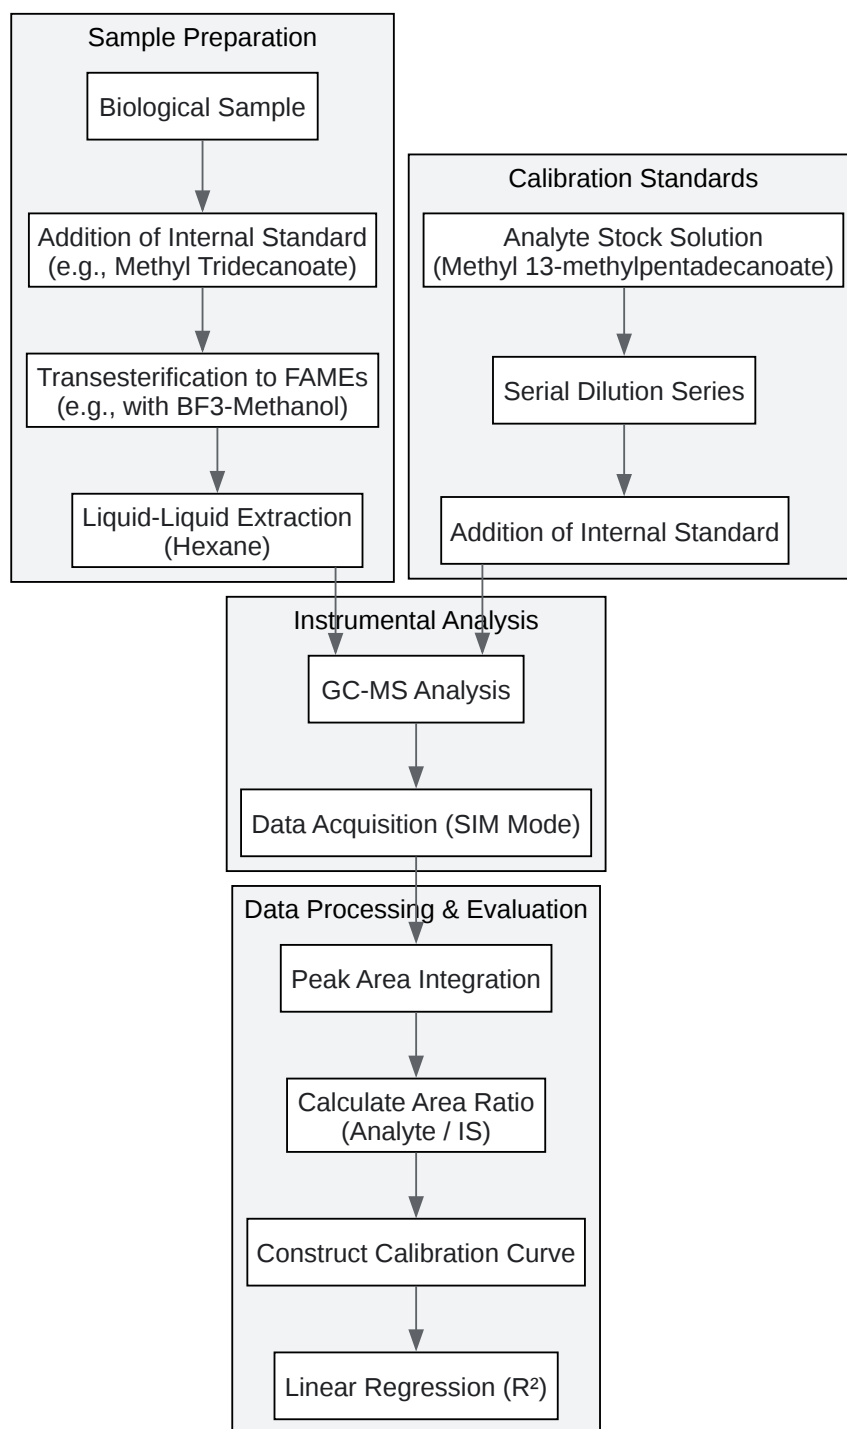 Sample Preparation
Biological Sample
Addition of Internal Standard
(e.g., Methyl Tridecanoate)
Transesterification to FAMEs
(e.g., with BF3-Methanol)
Liquid-Liquid Extraction
(Hexane)
Calibration Standards
Analyte Stock Solution
(Methyl 13-methylpentadecanoate)
Serial Dilution Series
Addition of Internal Standard
Instrumental Analysis
GC-MS Analysis
Data Acquisition (SIM Mode)
Data Processing & Evaluation
Peak Area Integration
Calculate Area Ratio
(Analyte / IS)
Construct Calibration Curve
Linear Regression (R²)